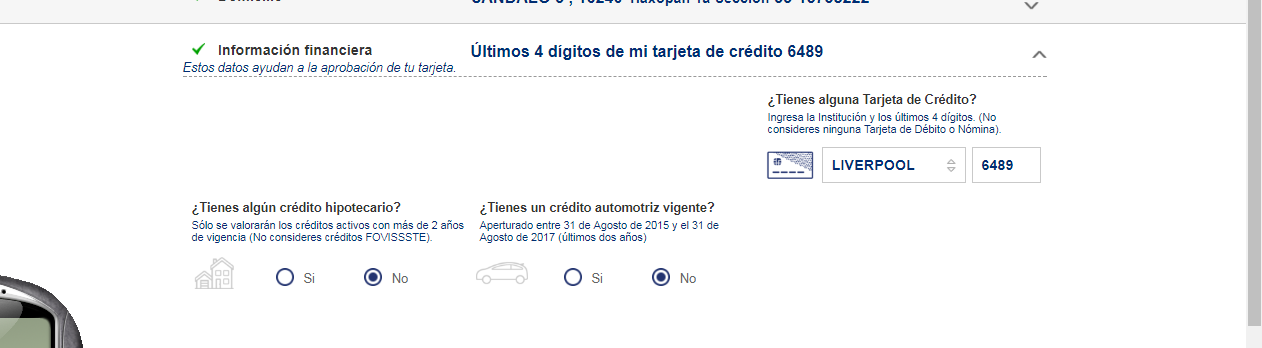 Información financiera
Últimos 4 dígitos de mi tarjeta de crédito 6489
Estos datos ayudan a la aprobación de tu tarjeta.
¿Tienes alguna Tarjeta de Crédito?
Ingresa la Institución y los últimos 4 dígitos. (No
consideres ninguna Tarjeta de Débito o Nómina).
LIVERPOOL
6489
¿Tienes algún crédito hipotecario?
Sólo se valorarán los créditos activos con más de 2 años
de vigencia (No consideres créditos FOVISSSTE).
Si
No
¿Tienes un crédito automotriz vigente?
Aperturado entre 31 de Agosto de 2015 y el 31 de
Agosto de 2017 (últimos dos años)
Si
No